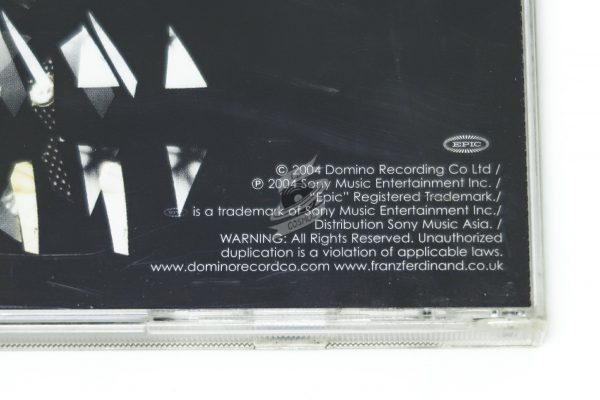 EPIC
© 2004 Domino Recording Co Ltd /
℗ 2004 Sony Music Entertainment Inc. /
"Epic" Registered Trademark./
EPIC is a trademark of Sony Music Entertainment Inc./
Distribution Sony Music Asia. /
WARNING: All Rights Reserved. Unauthorized
duplication is a violation of applicable laws.
www.dominorecordco.com www.franzferdinand.co.uk
COSMO